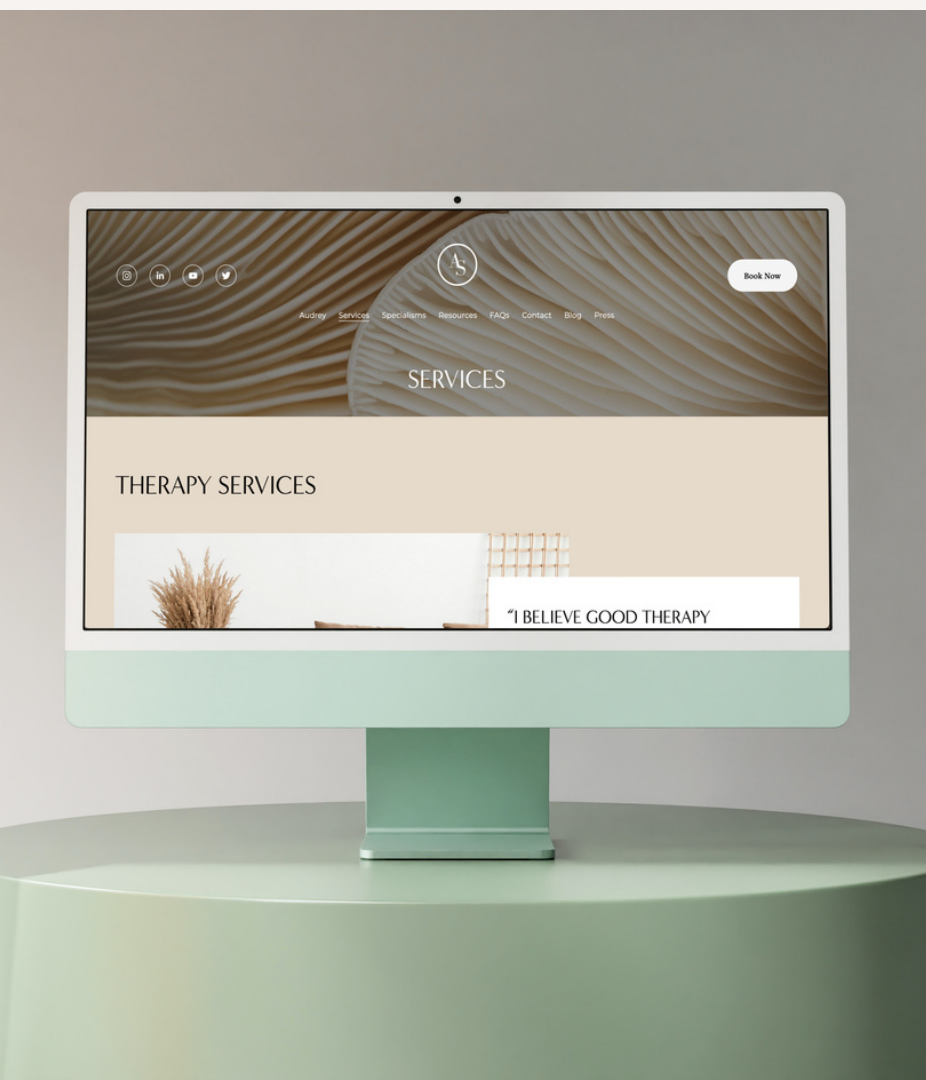 AS
Book Now
Audrey Services Specialisms Resources FAQs Contact Blog Press
SERVICES
THERAPY SERVICES
“I BELIEVE GOOD THERAPY